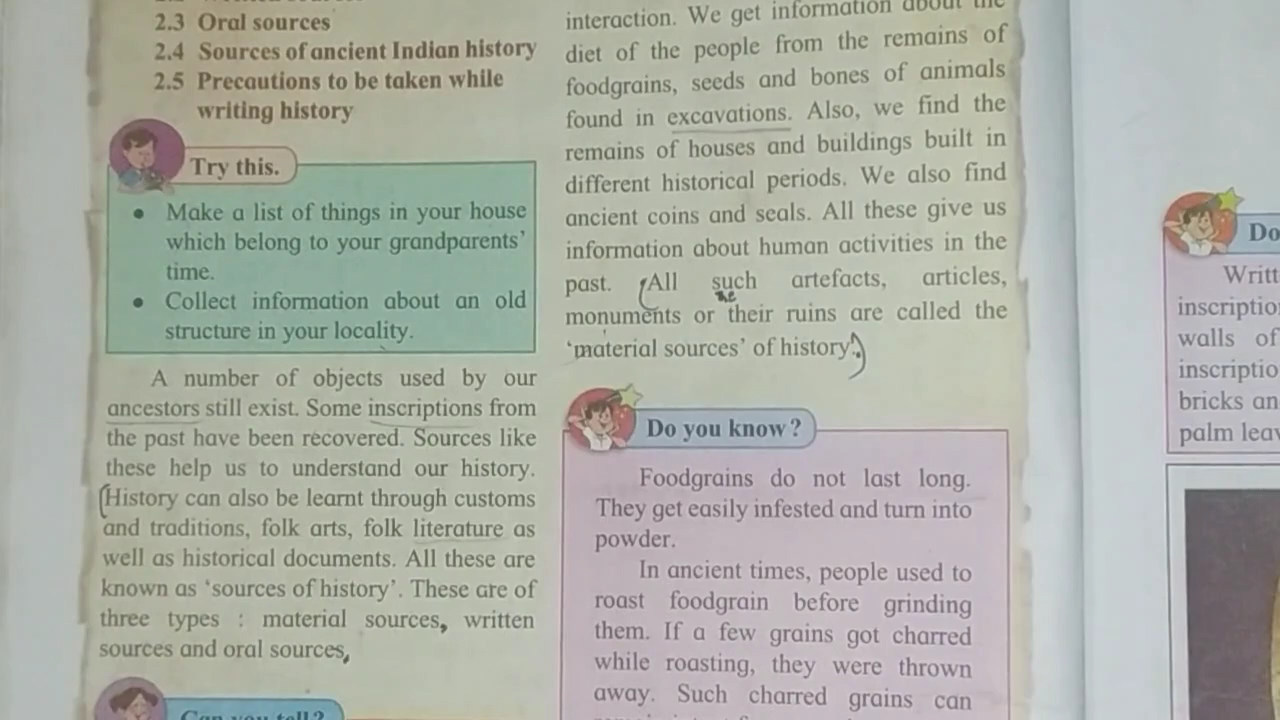 2.3 Oral sources
2.4 Sources of ancient Indian history
2.5 Precautions to be taken while
writing history
Try this.
• Make a list of things in your house
which belong to your grandparents'
time.
• Collect information about an old
structure in your locality.
A number of objects used by our
ancestors still exist. Some inscriptions from
the past have been recovered. Sources like
these help us to understand our history.
(History can also be learnt through customs
and traditions, folk arts, folk literature as
well as historical documents. All these are
known as 'sources of history'. These are of
three types : material sources, written
sources and oral sources,
Can you tell?
interaction. We get information about the
diet of the people from the remains of
foodgrains, seeds and bones of animals
found in excavations. Also, we find the
remains of houses and buildings built in
different historical periods. We also find
ancient coins and seals. All these give us
information about human activities in the
past. (All such artefacts, articles,
the
monuments or their ruins are called the
'material sources' of history.)
Do you know?
Foodgrains do not last long.
They get easily infested and turn into
powder.
In ancient times, people used to
roast foodgrain before grinding
them. If a few grains got charred
while roasting, they were thrown
away. Such charred grains can
Do
Writt
inscriptio
walls of
inscriptio
bricks an
palm leav